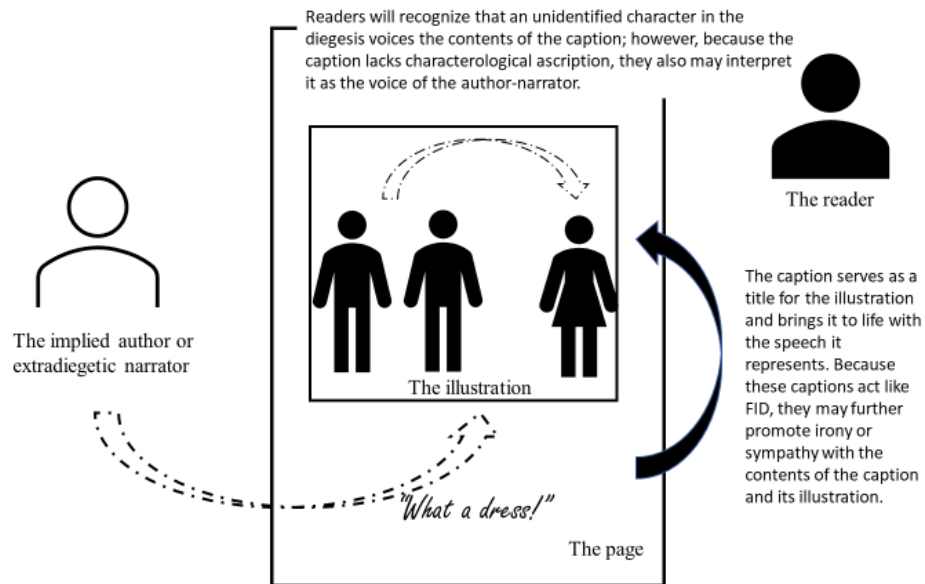 Readers will recognize that an unidentified character in the
diegesis voices the contents of the caption; however, because the
caption lacks characterological ascription, they also may interpret
it as the voice of the author-narrator.
The reader
The implied author or
extradiegetic narrator
The illustration
The caption serves as a
title for the illustration
and brings it to life with
the speech it
represents. Because
these captions act like
FID, they may further
promote irony or
sympathy with the
contents of the caption
and its illustration.
"What a dress!"
The page